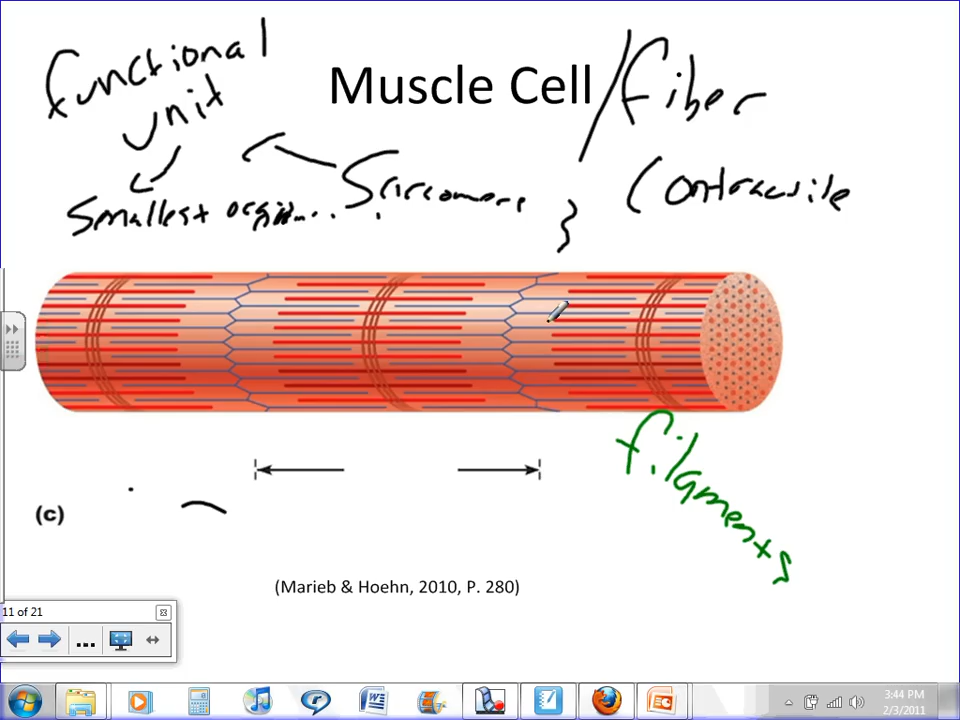 functional
unit
Muscle Cell/fiber
Smallest
Contractile
filaments
(c)
(Marieb & Hoehn, 2010, P. 280)
11 of 21
...
3:44 PM
2/3/2011